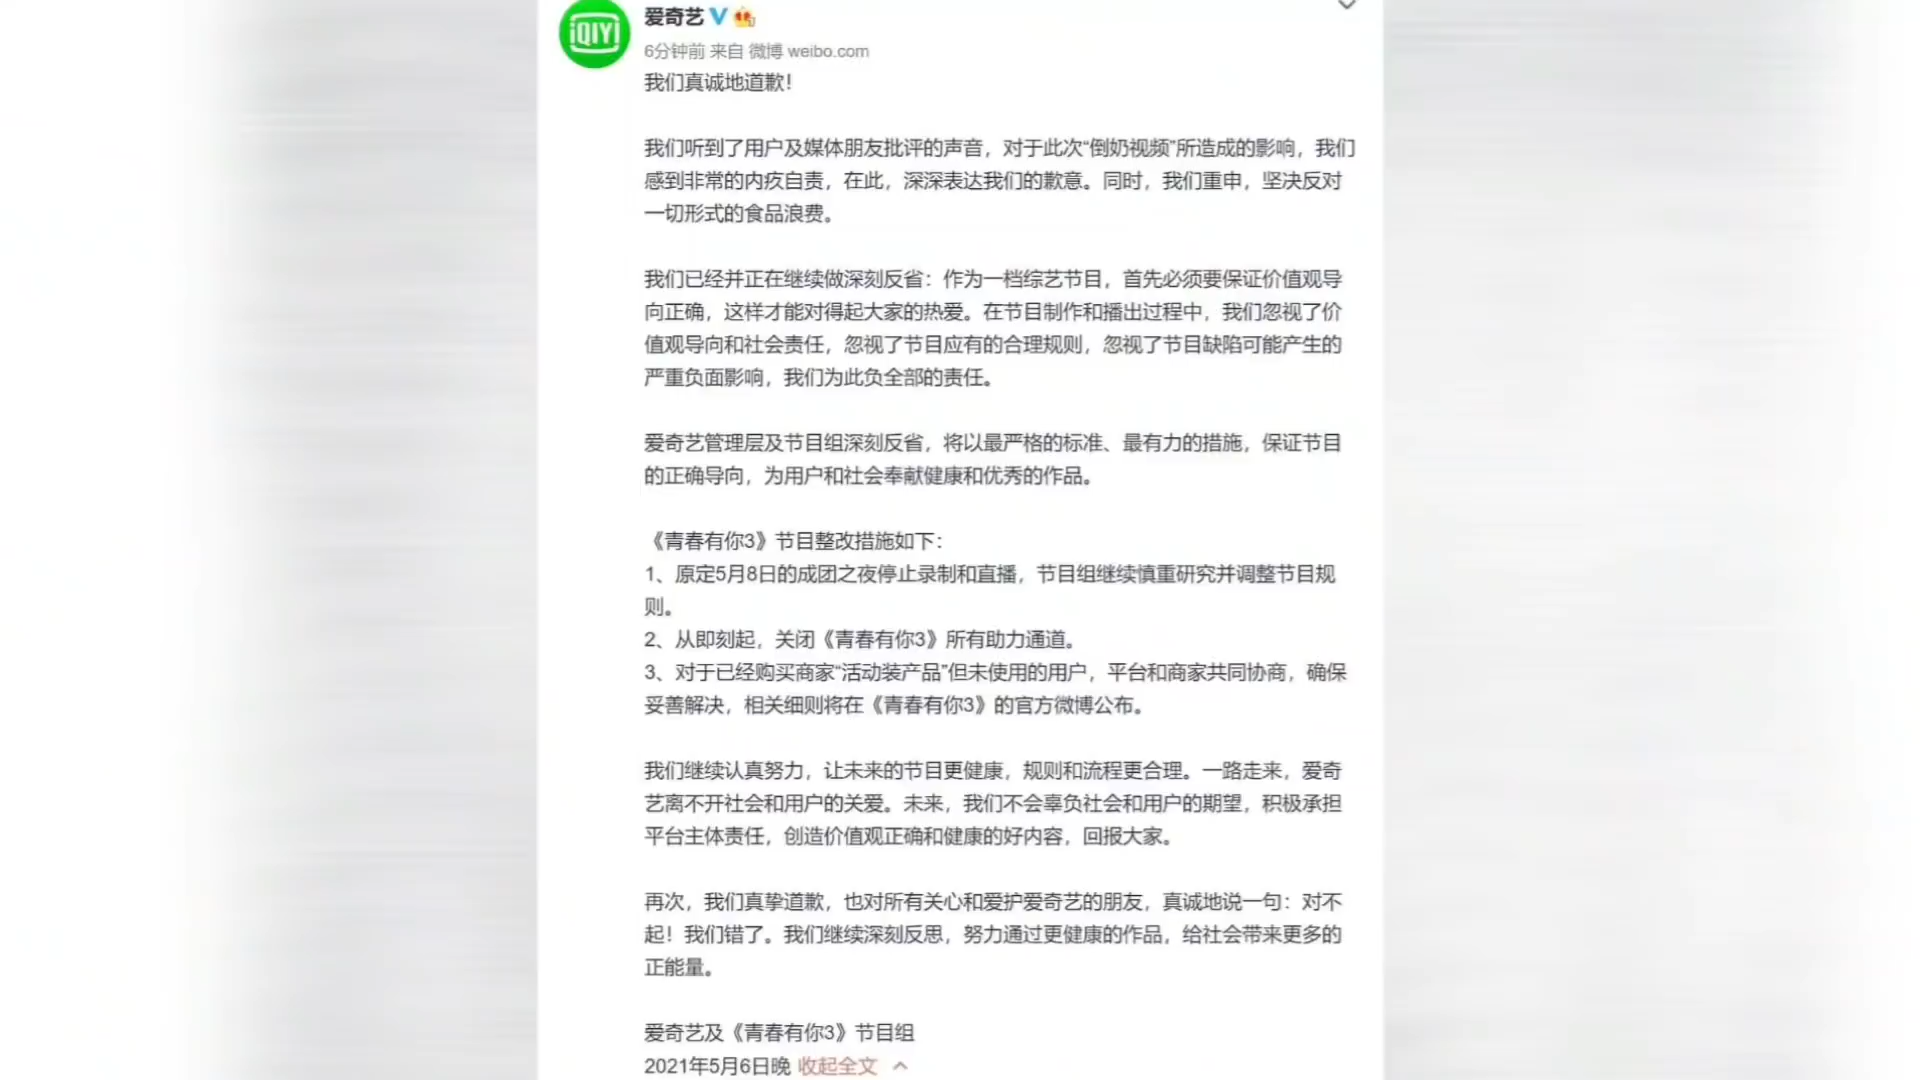 iQIYI
爱奇艺
6分钟前 来自 微博 weibo.com
我们真诚地道歉！
我们听到了用户及媒体朋友批评的声音，对于此次“倒奶视频”所造成的影响，我们
感到非常的内疚自责，在此，深深表达我们的歉意。同时，我们重申，坚决反对
一切形式的食品浪费。
我们已经并正在继续做深刻反省：作为一档综艺节目，首先必须要保证价值观导
向正确，这样才能对得起大家的热爱。在节目制作和播出过程中，我们忽视了价
值观导向和社会责任，忽视了节目应有的合理规则，忽视了节目缺陷可能产生的
严重负面影响，我们为此负全部的责任。
爱奇艺管理层及节目组深刻反省，将以最严格的标准、最有力的措施，保证节目
的正确导向，为用户和社会奉献健康和优秀的作品。
《青春有你3》节目整改措施如下：
1、原定5月8日的成团之夜停止录制和直播，节目组继续慎重研究并调整节目规
则。
2、从即刻起，关闭《青春有你3》所有助力通道。
3、对于已经购买商家“活动装产品”但未使用的用户，平台和商家共同协商，确保
妥善解决，相关细则将在《青春有你3》的官方微博公布。
我们继续认真努力，让未来的节目更健康，规则和流程更合理。一路走来，爱奇
艺离不开社会和用户的关爱。未来，我们不会辜负社会和用户的期望，积极承担
平台主体责任，创造价值观正确和健康的好内容，回报大家。
再次，我们真挚道歉，也对所有关心和爱护爱奇艺的朋友，真诚地说一句：对不
起！我们错了。我们继续深刻反思，努力通过更健康的作品，给社会带来更多的
正能量。
爱奇艺及《青春有你3》节目组
2021年5月6日晚 收起全文